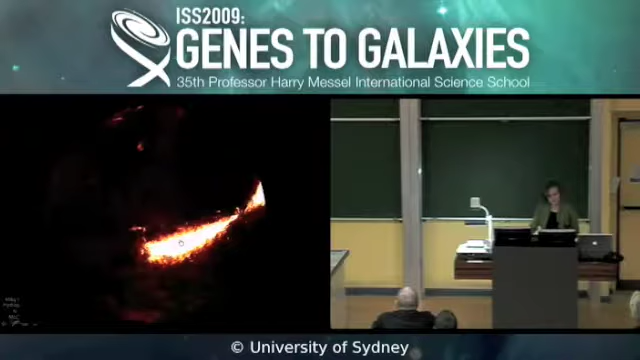 ISS2009:
GENES TO GALAXIES
35th Professor Harry Messel International Science School
© University of Sydney